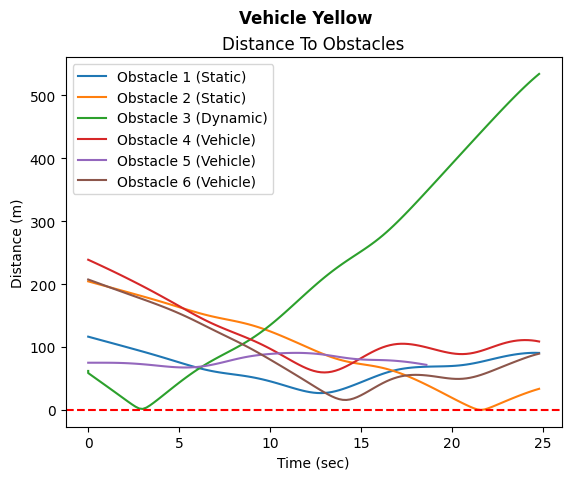 Vehicle Yellow
Distance To Obstacles
Obstacle 1 (Static)
Obstacle 2 (Static)
Obstacle 3 (Dynamic)
Obstacle 4 (Vehicle)
Obstacle 5 (Vehicle)
Obstacle 6 (Vehicle)
Distance (m)
500
400
300
200
100
0
0 5 10 15 20 25
Time (sec)